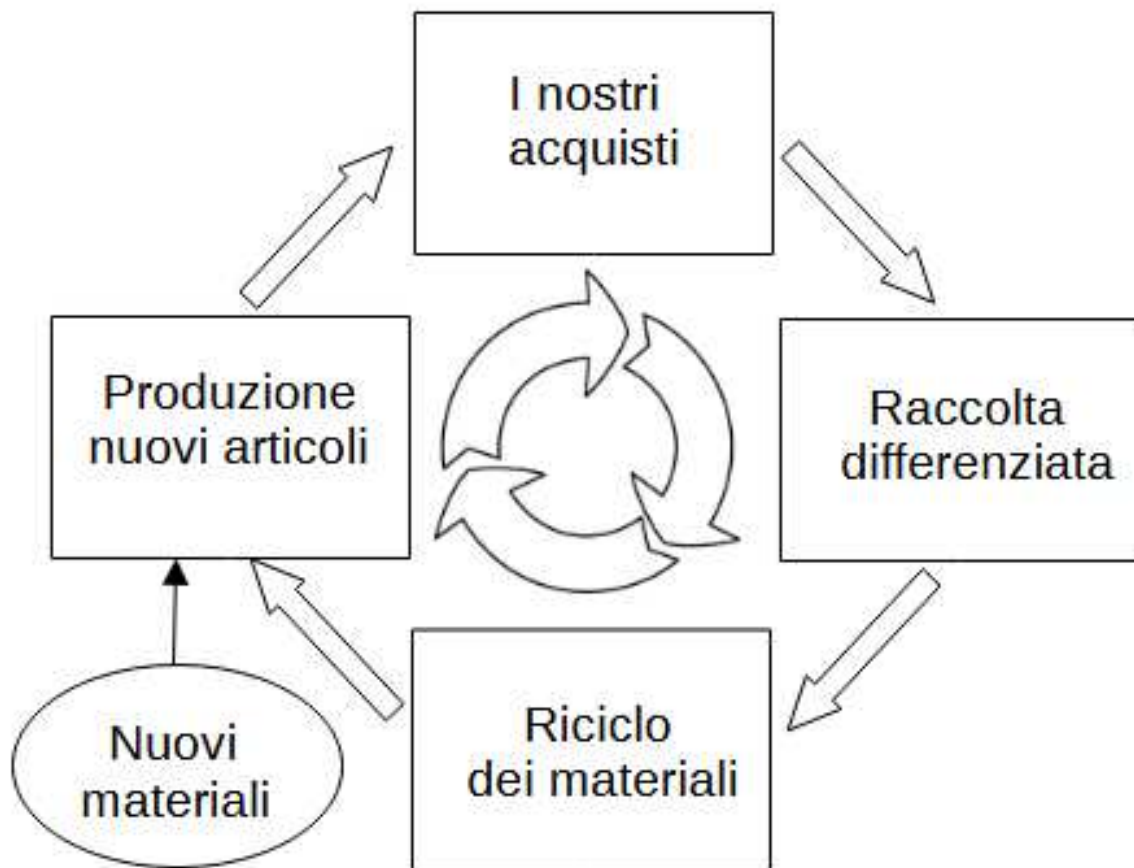 I nostri
acquisti
Produzione
nuovi articoli
Raccolta
differenziata
Riciclo
dei materiali
Nuovi
materiali